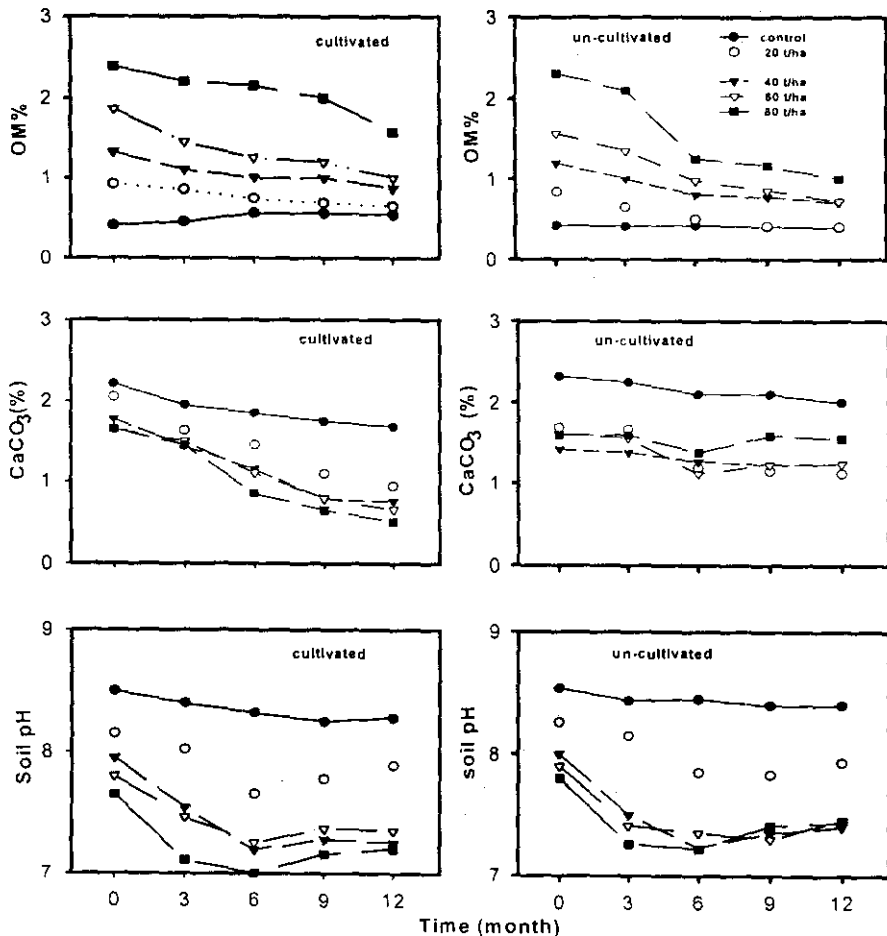 3
2
1
0
OM%
cultivated
3
2
1
0
OM%
un-cultivated
control
20 t/ha
40 t/ha
60 t/ha
80 t/ha
3
2
1
0
CaCO3(%)
cultivated
3
2
1
0
CaCO3 (%)
un-cultivated
9
8
7
Soil pH
cultivated
0 3 6 9 12
9
8
7
soil pH
un-cultivated
0 3 6 9 12
Time (month)